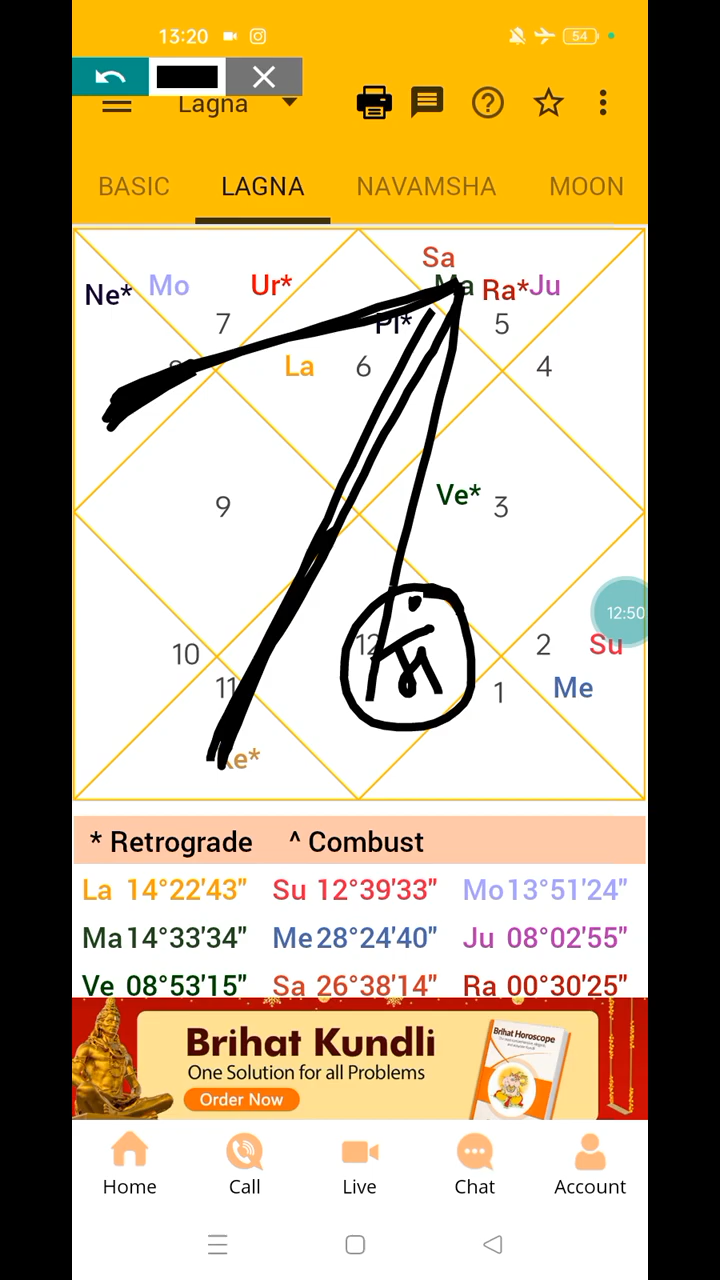 13:20 54
Lagna
BASIC LAGNA NAVAMSHA MOON
Sa
Ne* Mo Ur* Ma Ra* Ju
7 Pl* 5
La 6 4
Ve*
9 3
12:50
10 12 2 Su
11 1 Me
* Retrograde ^ Combust
La 14°22'43" Su 12°39'33" Mo 13°51'24"
Ma 14°33'34" Me 28°24'40" Ju 08°02'55"
Ve 08°53'15" Sa 26°38'14" Ra 00°30'25"
Brihat Kundli
One Solution for all Problems
Order Now
Brihat Horoscope
Home Call Live Chat Account